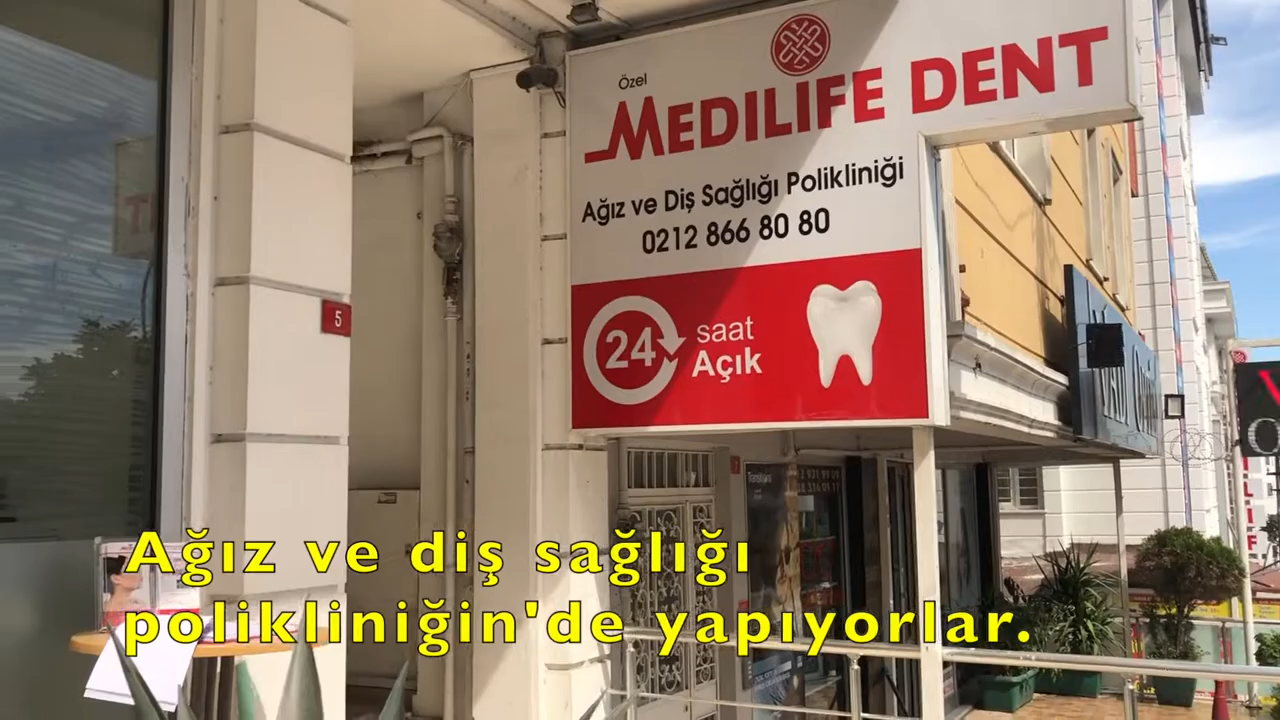 Özel
MEDILIFE DENT
Ağız ve Diş Sağlığı Polikliniği
0212 866 80 80
24 saat
Açık
5
Ağız ve diş sağlığı
polikliniğin'de yapıyorlar.